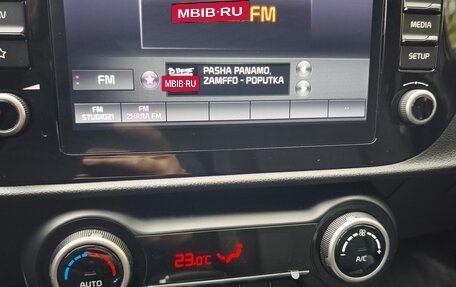 MBIB·RU
FM
MEDIA
SETUP
FM
PASHA PANAMO,
ZAMFFO - POPUTKA
MBIB·RU
FM
STUDIO21
FM
ZHARA FM
23.0°C
AUTO
A/C